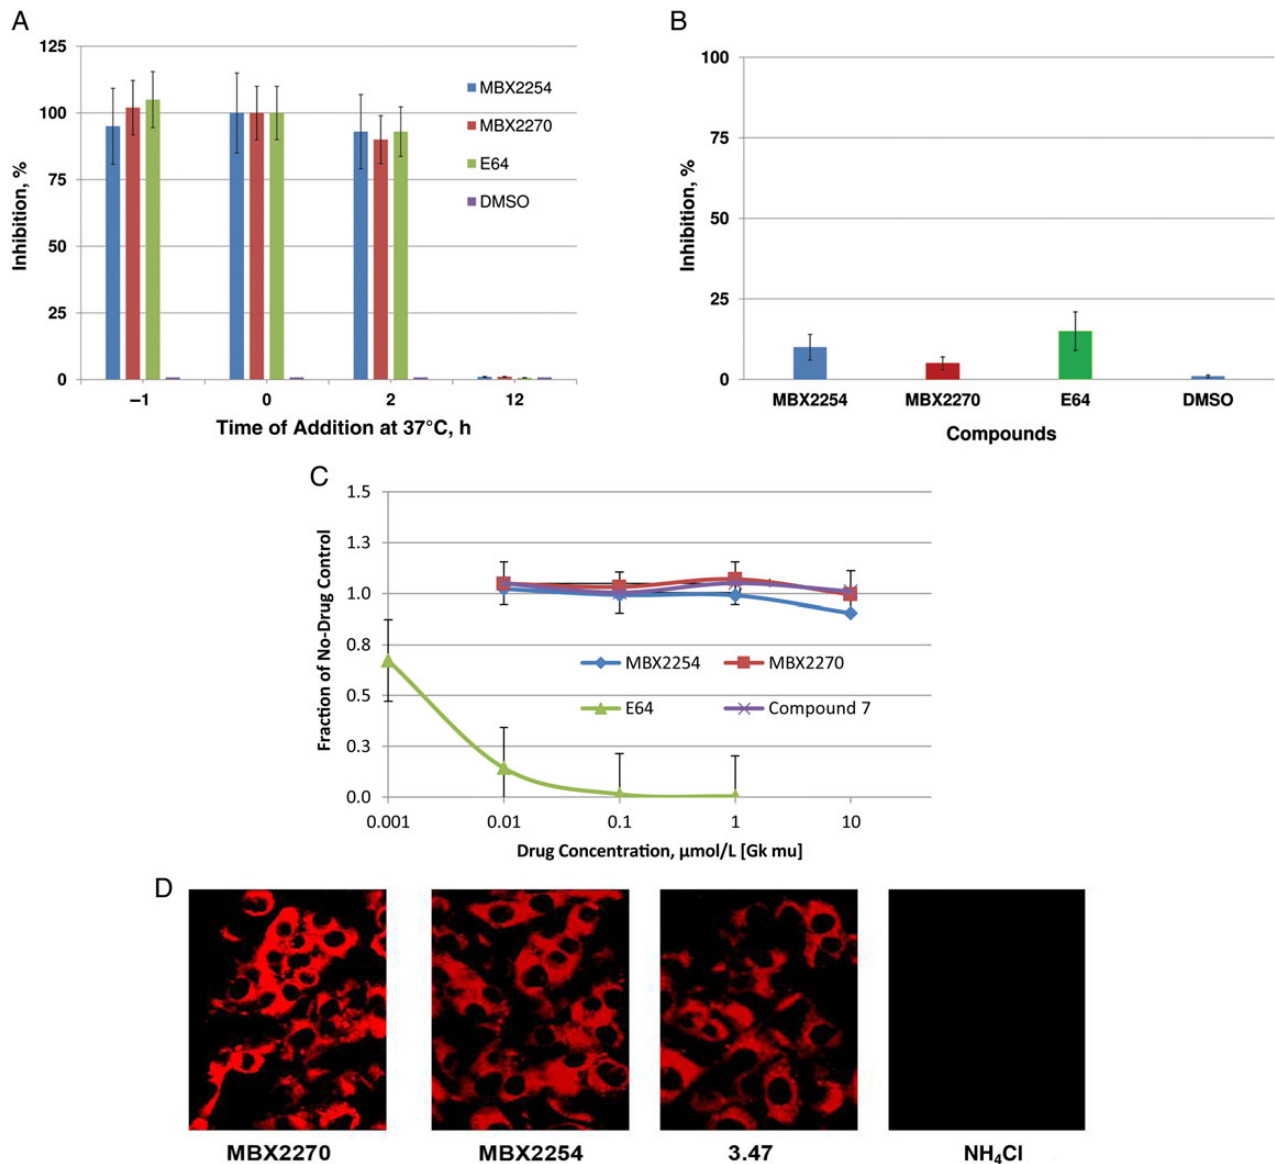 A
125
100
75
50
25
0
Inhibition, %
MBX2254
MBX2270
E64
DMSO
–1 0 2 12
Time of Addition at 37°C, h
B
100
75
50
25
0
Inhibition, %
MBX2254 MBX2270 E64 DMSO
Compounds
C
1.5
1.3
1.0
0.8
0.5
0.3
0.0
Fraction of No-Drug Control
MBX2254 MBX2270
E64 Compound 7
0.001 0.01 0.1 1 10
Drug Concentration, µmol/L [Gk mu]
D
MBX2270 MBX2254 3.47 NH₄Cl